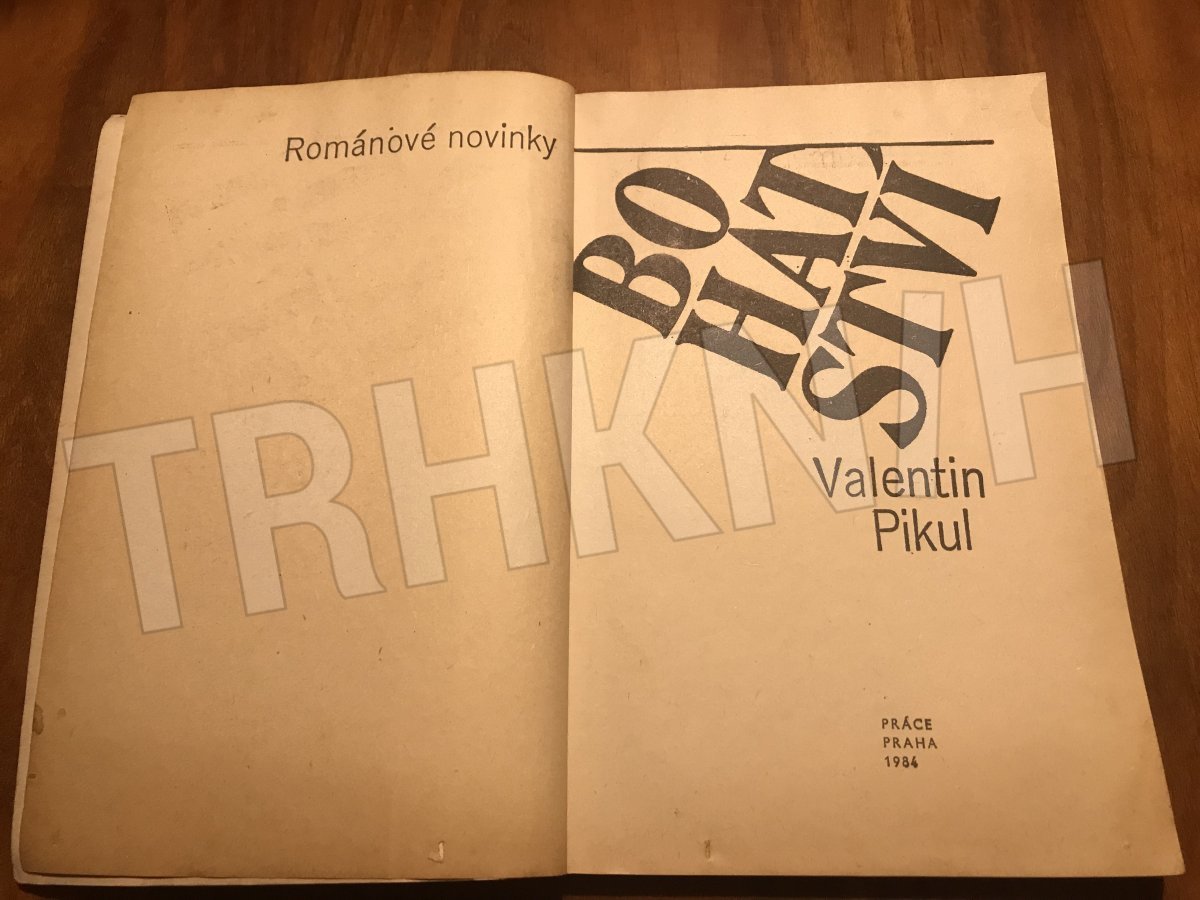 Románové novinky
BO
HAT
STVÍ
Valentin
Pikul
PRÁCE
PRAHA
1984
TRHKNIH